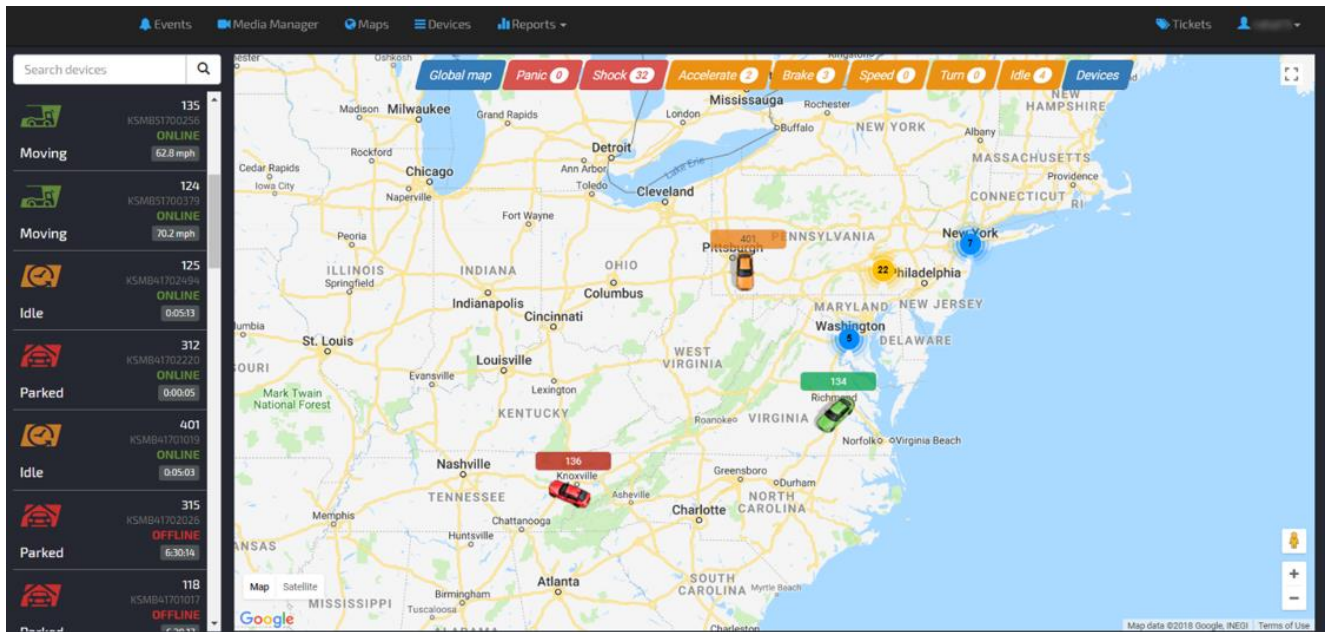 Events
Media Manager
Maps
Devices
Reports
Tickets
Search devices
135
KSMB51700256
ONLINE
Moving
62.8 mph
124
KSMB51700379
ONLINE
Moving
70.2 mph
125
KSMB41702494
ONLINE
Idle
0:05:13
312
KSMB41702220
ONLINE
Parked
0:00:05
401
KSMB41701019
ONLINE
Idle
0:05:03
315
KSMB41702026
OFFLINE
Parked
6:30:14
118
KSMB41701017
OFFLINE
Parked
Global map
Panic 0
Shock 32
Accelerate 2
Brake 3
Speed 0
Turn 0
Idle 4
Devices
Oshkosh
Madison
Milwaukee
Grand Rapids
London
Mississauga
Rochester
Buffalo
NEW YORK
Albany
NEW
HAMPSHIRE
MASSACHUSETTS
Providence
CONNECTICUT
RI
Cedar Rapids
Iowa City
Rockford
Chicago
Naperville
Detroit
Ann Arbor
Toledo
Lake Erie
Cleveland
Fort Wayne
Peoria
401
Pittsburgh
PENNSYLVANIA
New York
7
22
Philadelphia
ILLINOIS
Springfield
INDIANA
OHIO
Indianapolis
Columbus
Cincinnati
MARYLAND
NEW JERSEY
Washington
5
DELAWARE
St. Louis
Louisville
WEST
VIRGINIA
Evansville
Lexington
134
Richmond
Mark Twain
National Forest
KENTUCKY
Roanoke
VIRGINIA
Norfolk
Virginia Beach
Nashville
136
Knoxville
Greensboro
Durham
TENNESSEE
Asheville
NORTH
CAROLINA
Memphis
Chattanooga
Charlotte
Huntsville
Atlanta
SOUTH
CAROLINA
Myrtle Beach
Birmingham
MISSISSIPPI
Tuscaloosa
ALABAMA
Charleston
Map
Satellite
Google
Map data ©2018 Google, INEGI
Terms of Use